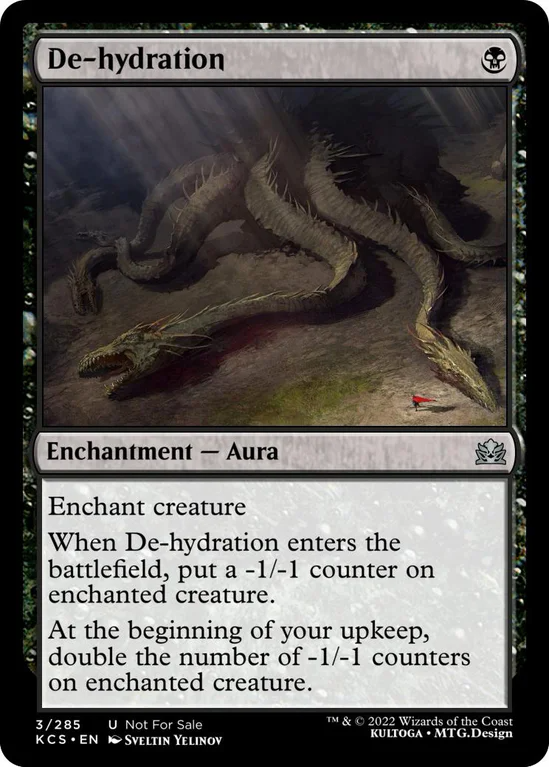 De-hydration
Enchantment — Aura
Enchant creature
When De-hydration enters the
battlefield, put a -1/-1 counter on
enchanted creature.
At the beginning of your upkeep,
double the number of -1/-1 counters
on enchanted creature.
3/285 U Not For Sale
™ & © 2022 Wizards of the Coast
KCS • EN Sveltin Yelinov
KULTOGA • MTG.Design